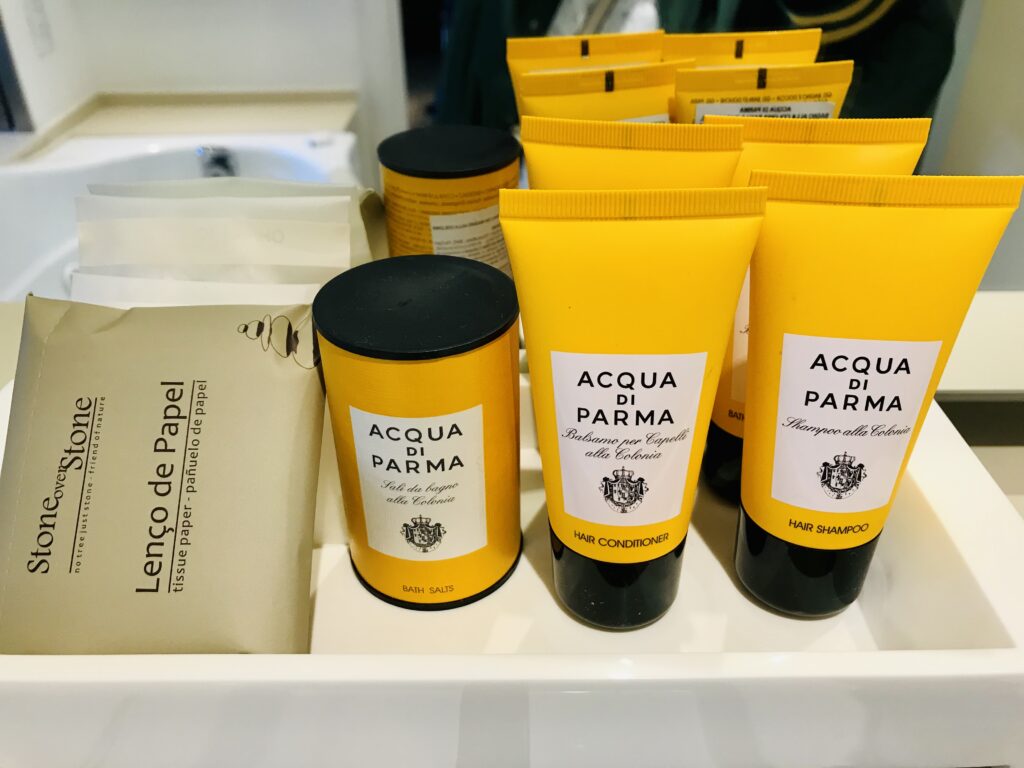 Stone over Stone
no tree just stone - friend of nature
Lenço de Papel
tissue paper - pañuelo de papel
ACQUA
DI
PARMA
Sali da bagno
alla Colonia
BATH SALTS
ACQUA
DI
PARMA
Balsamo per Capelli
alla Colonia
HAIR CONDITIONER
ACQUA
DI
PARMA
Shampoo alla Colonia
HAIR SHAMPOO
BATH